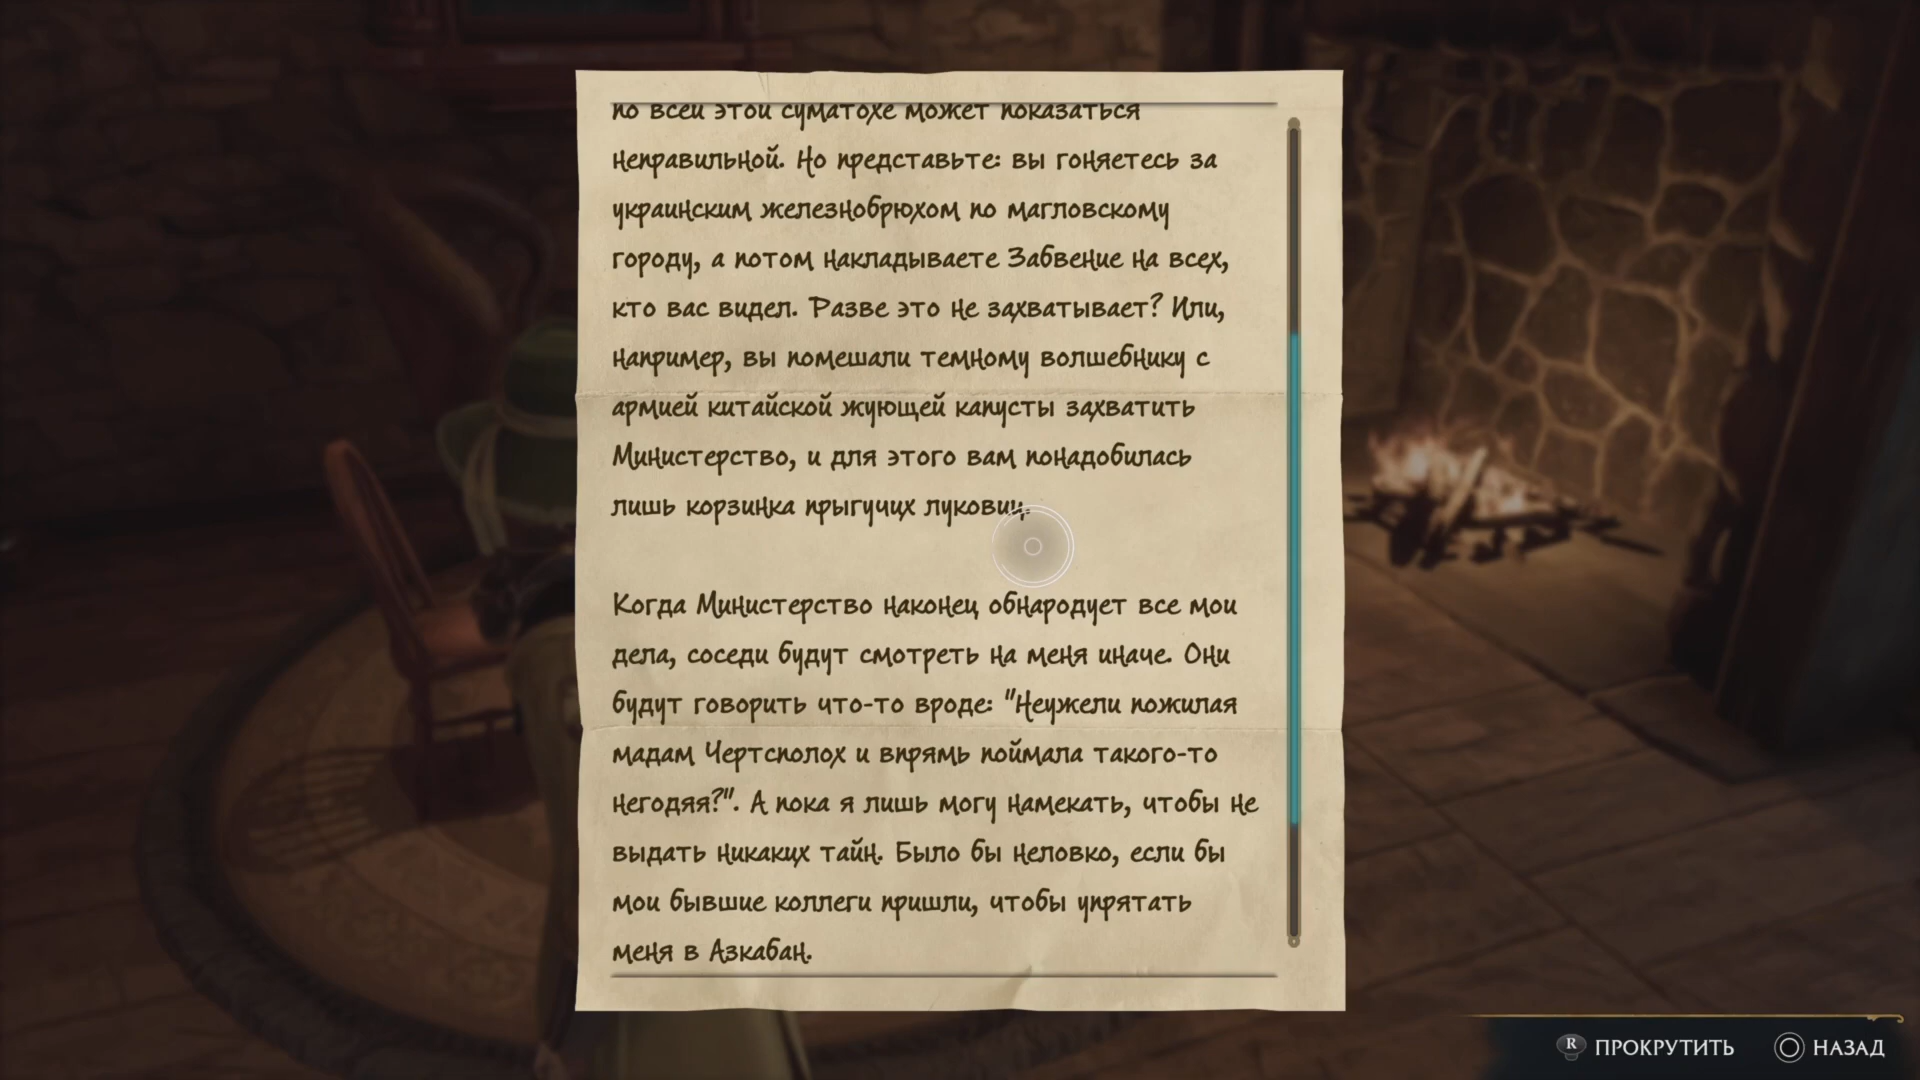 по всей этой суматохе может показаться
неправильной. Но представьте: вы гоняетесь за
украинским железнобрюхом по магловскому
городу, а потом накладываете Забвение на всех,
кто вас видел. Разве это не захватывает? Или,
например, вы помешали темному волшебнику с
армией китайской жующей капусты захватить
Министерство, и для этого вам понадобилась
лишь корзинка прыгучих луковиц.
Когда Министерство наконец обнародует все мои
дела, соседи будут смотреть на меня иначе. Они
будут говорить что-то вроде: "Неужели пожилая
мадам Чертсполох и впрямь поймала такого-то
негодяя?". А пока я лишь могу намекать, чтобы не
выдать никаких тайн. Было бы неловко, если бы
мои бывшие коллеги пришли, чтобы упрятать
меня в Азкабан.
R ПРОКРУТИТЬ НАЗАД